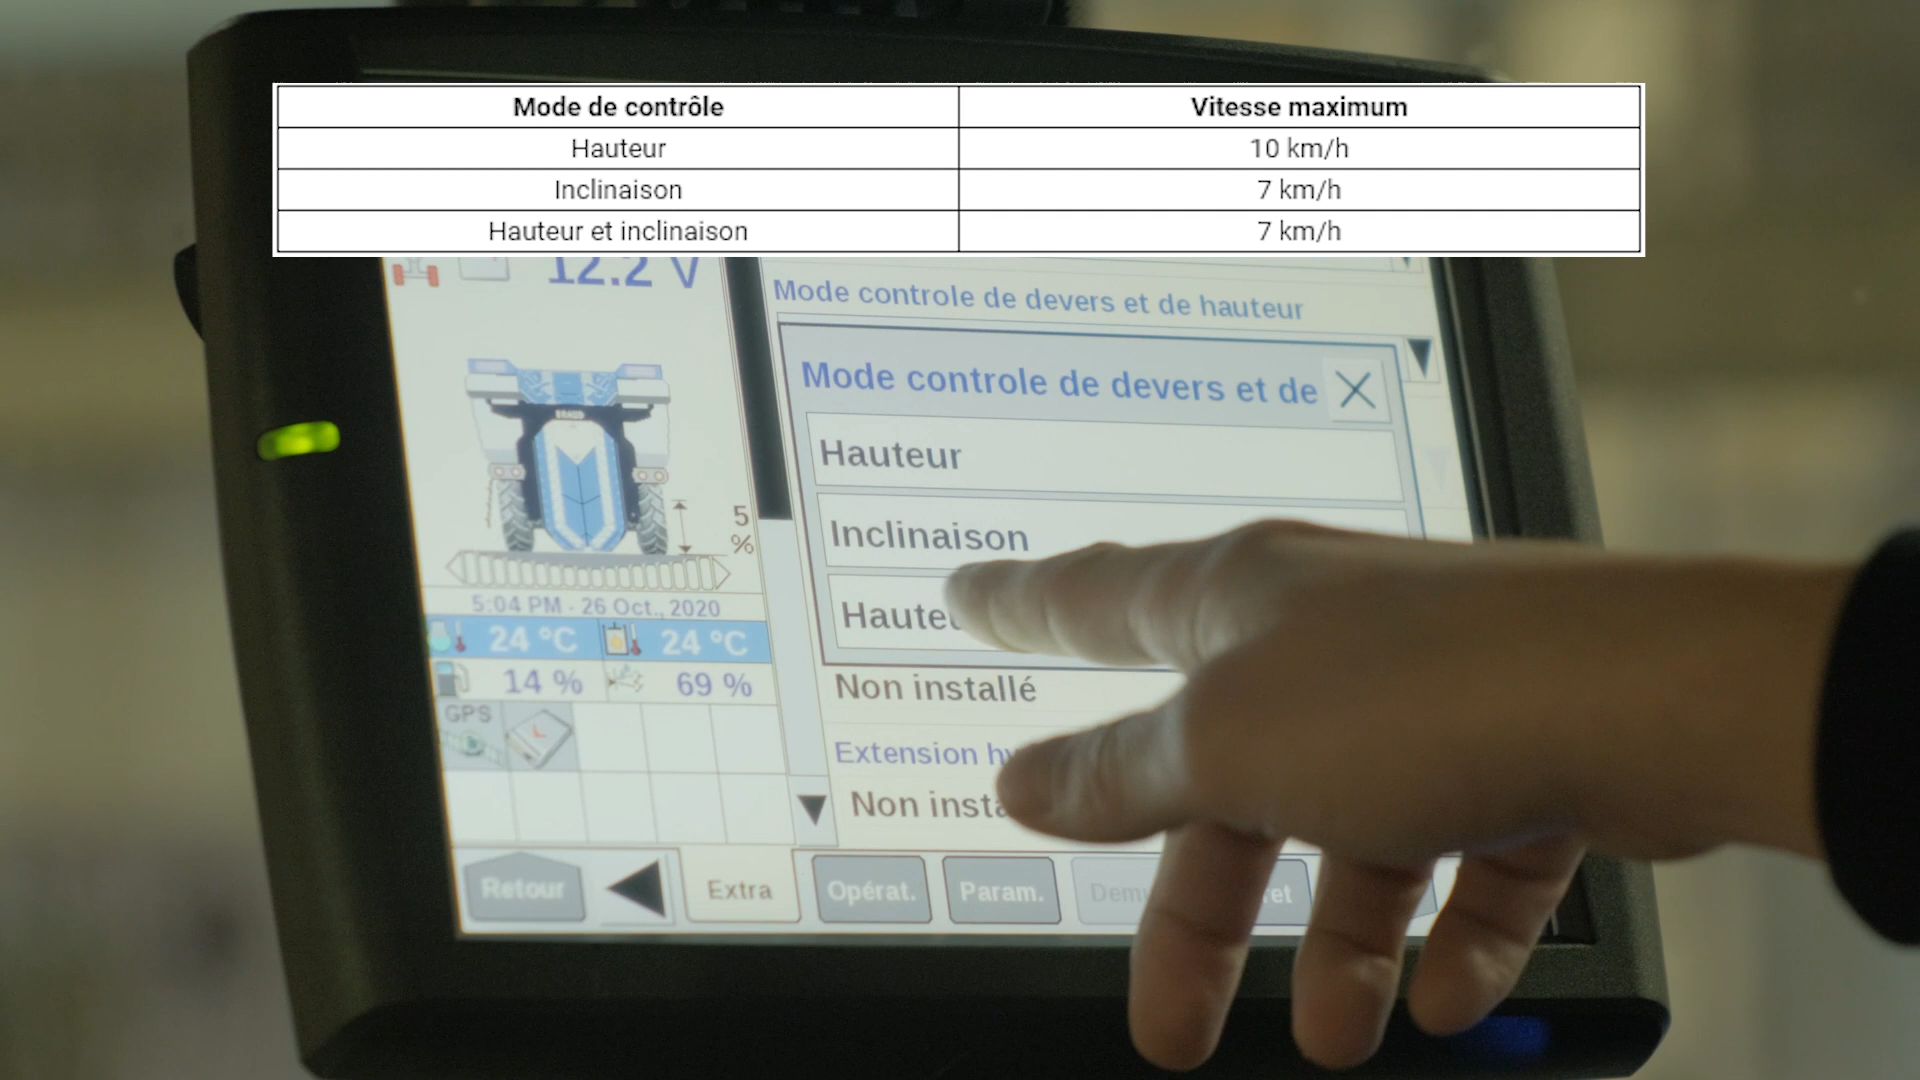 Mode de contrôle Vitesse maximum
Hauteur 10 km/h
Inclinaison 7 km/h
Hauteur et inclinaison 7 km/h
12.2 V
Mode controle de devers et de hauteur
Mode controle de devers et de
Hauteur
Inclinaison
BRAUD
5
%
5:04 PM - 26 Oct., 2020
24 °C 24 °C
14 % 69 %
GPS
Non installé
Extension
Retour
Extra
Opérat.
Param.